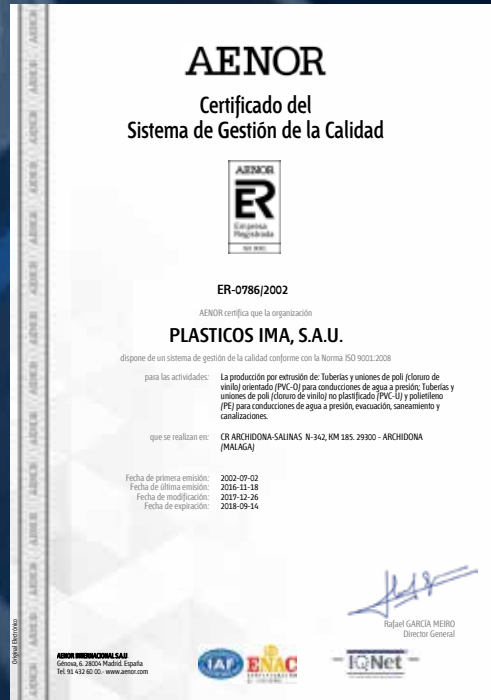 AENOR
Certificado del
Sistema de Gestión de la Calidad
AENOR
ER
Empresa
Registrada
ISO 9001
ER-0786/2002
AENOR certifica que la organización
PLASTICOS IMA, S.A.U.
dispone de un sistema de gestión de la calidad conforme con la Norma ISO 9001:2008
para las actividades: La producción por extrusión de: Tuberías y uniones de poli (cloruro de
vinilo) orientado (PVC-O) para conducciones de agua a presión; Tuberías y
uniones de poli (cloruro de vinilo) no plastificado (PVC-U) y polietileno
(PE) para conducciones de agua a presión, evacuación, saneamiento y
canalizaciones.
que se realizan en: CR ARCHIDONA-SALINAS N-342, KM 185. 29300 - ARCHIDONA
(MALAGA)
Fecha de primera emisión: 2002-07-02
Fecha de última emisión: 2016-11-18
Fecha de modificación: 2017-12-26
Fecha de expiración: 2018-09-14
Rafael GARCÍA MEIRO
Director General
Original Electrónico
AENOR INTERNACIONAL S.A.U.
Génova, 6. 28004 Madrid. España
Tel. 91 432 60 00.- www.aenor.com
IAF
ENAC
IQNet